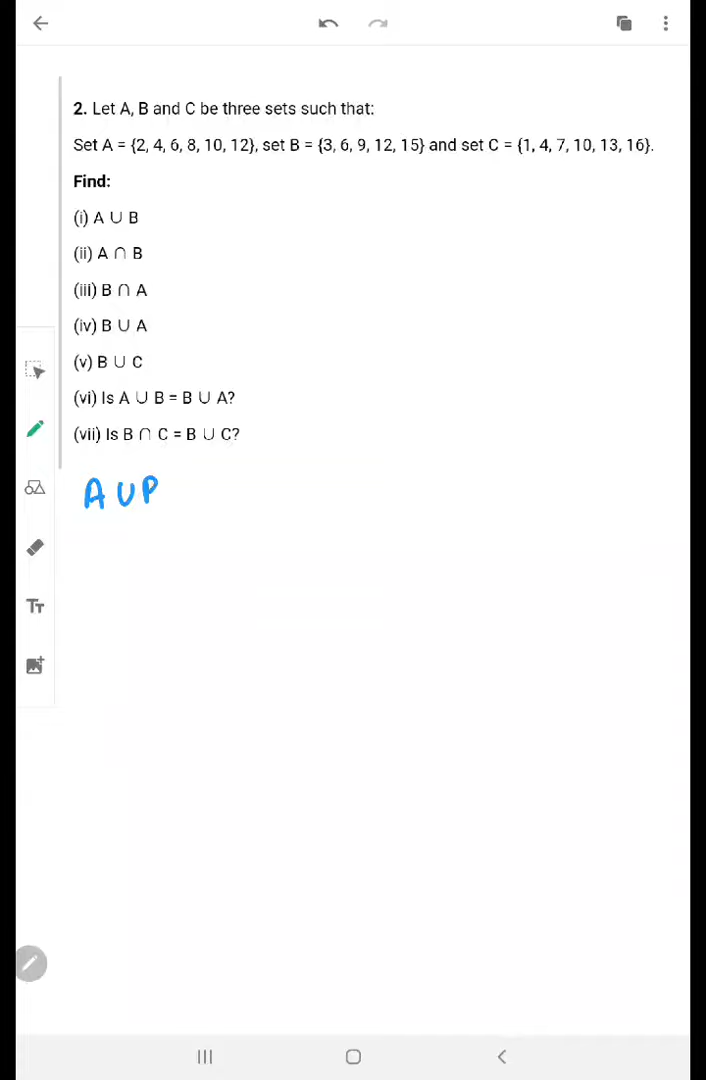 2. Let A, B and C be three sets such that:
Set A = {2, 4, 6, 8, 10, 12}, set B = {3, 6, 9, 12, 15} and set C = {1, 4, 7, 10, 13, 16}.
Find:
(i) A ∪ B
(ii) A ∩ B
(iii) B ∩ A
(iv) B ∪ A
(v) B ∪ C
(vi) Is A ∪ B = B ∪ A?
(vii) Is B ∩ C = B ∪ C?
A ∪ P
Tт